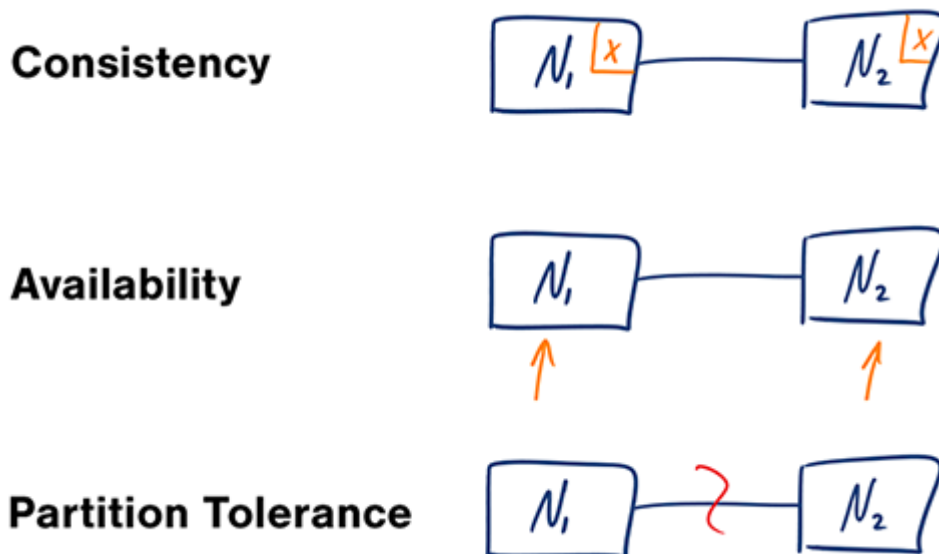 Consistency
N₁ X N₂ X
Availability
N₁ N₂
Partition Tolerance
N₁ N₂